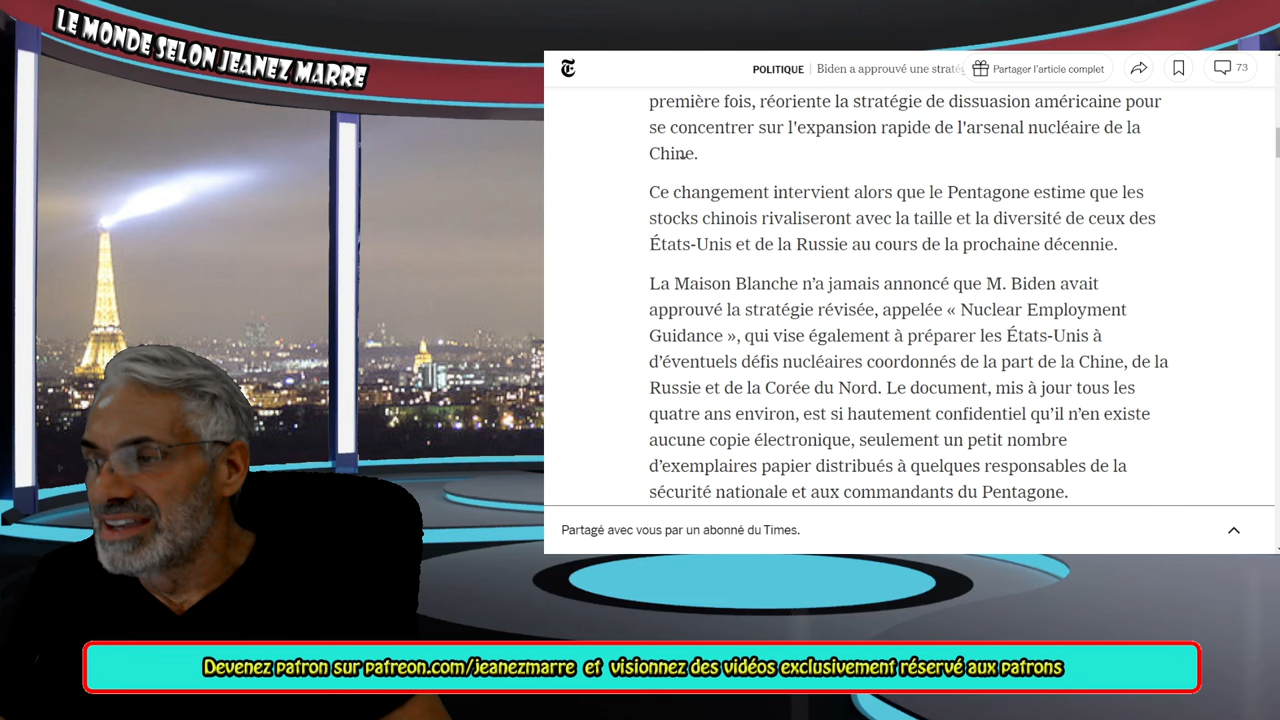 LE MONDE SELON JEANEZ MARRE
POLITIQUE | Biden a approuvé une straté
Partager l'article complet
73
première fois, réoriente la stratégie de dissuasion américaine pour
se concentrer sur l'expansion rapide de l'arsenal nucléaire de la
Chine.
Ce changement intervient alors que le Pentagone estime que les
stocks chinois rivaliseront avec la taille et la diversité de ceux des
États-Unis et de la Russie au cours de la prochaine décennie.
La Maison Blanche n’a jamais annoncé que M. Biden avait
approuvé la stratégie révisée, appelée « Nuclear Employment
Guidance », qui vise également à préparer les États-Unis à
d’éventuels défis nucléaires coordonnés de la part de la Chine, de la
Russie et de la Corée du Nord. Le document, mis à jour tous les
quatre ans environ, est si hautement confidentiel qu’il n’en existe
aucune copie électronique, seulement un petit nombre
d’exemplaires papier distribués à quelques responsables de la
sécurité nationale et aux commandants du Pentagone.
Partagé avec vous par un abonné du Times.
Devenez patron sur patreon.com/jeanezmarre et visionnez des vidéos exclusivement réservé aux patrons